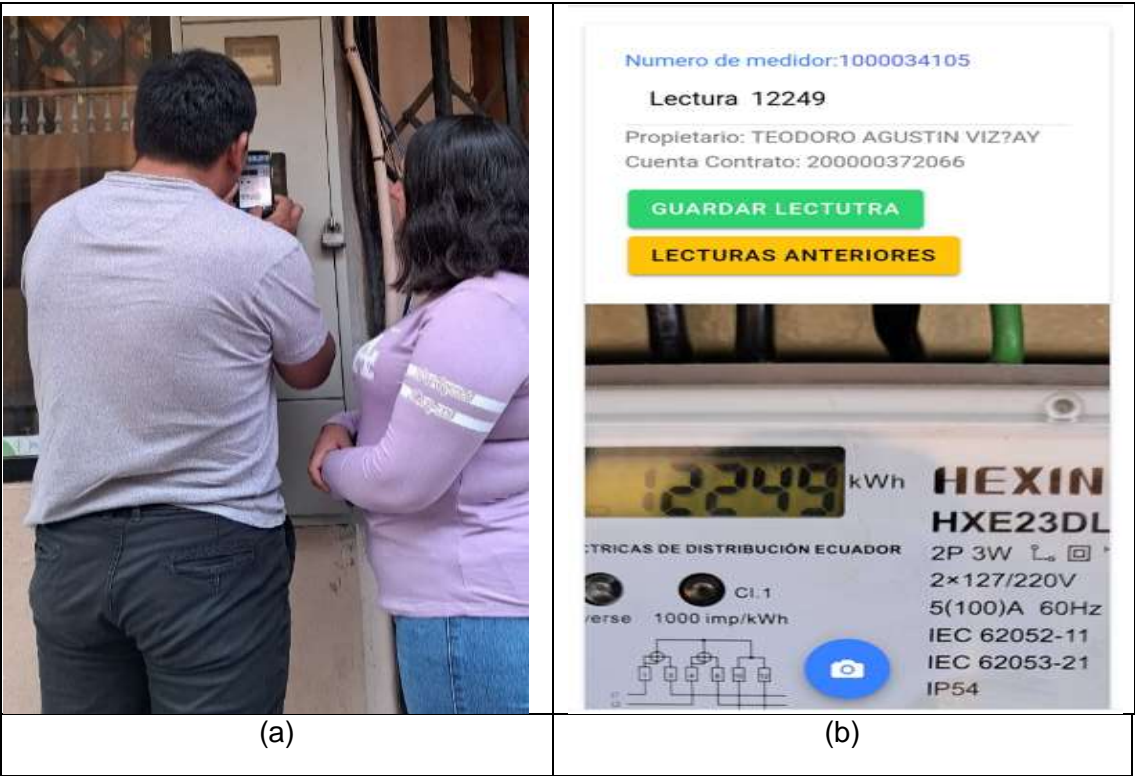 Numero de medidor:1000034105
Lectura 12249
Propietario: TEODORO AGUSTIN VIZ?AY
Cuenta Contrato: 200000372066
GUARDAR LECTUTRA
LECTURAS ANTERIORES
12249 kWh
HEXIN
HXE23DL
TRICAS DE DISTRIBUCIÓN ECUADOR
2P 3W
2×127/220V
Cl.1
5(100)A 60Hz
erse 1000 imp/kWh
IEC 62052-11
IEC 62053-21
IP54
(a)
(b)